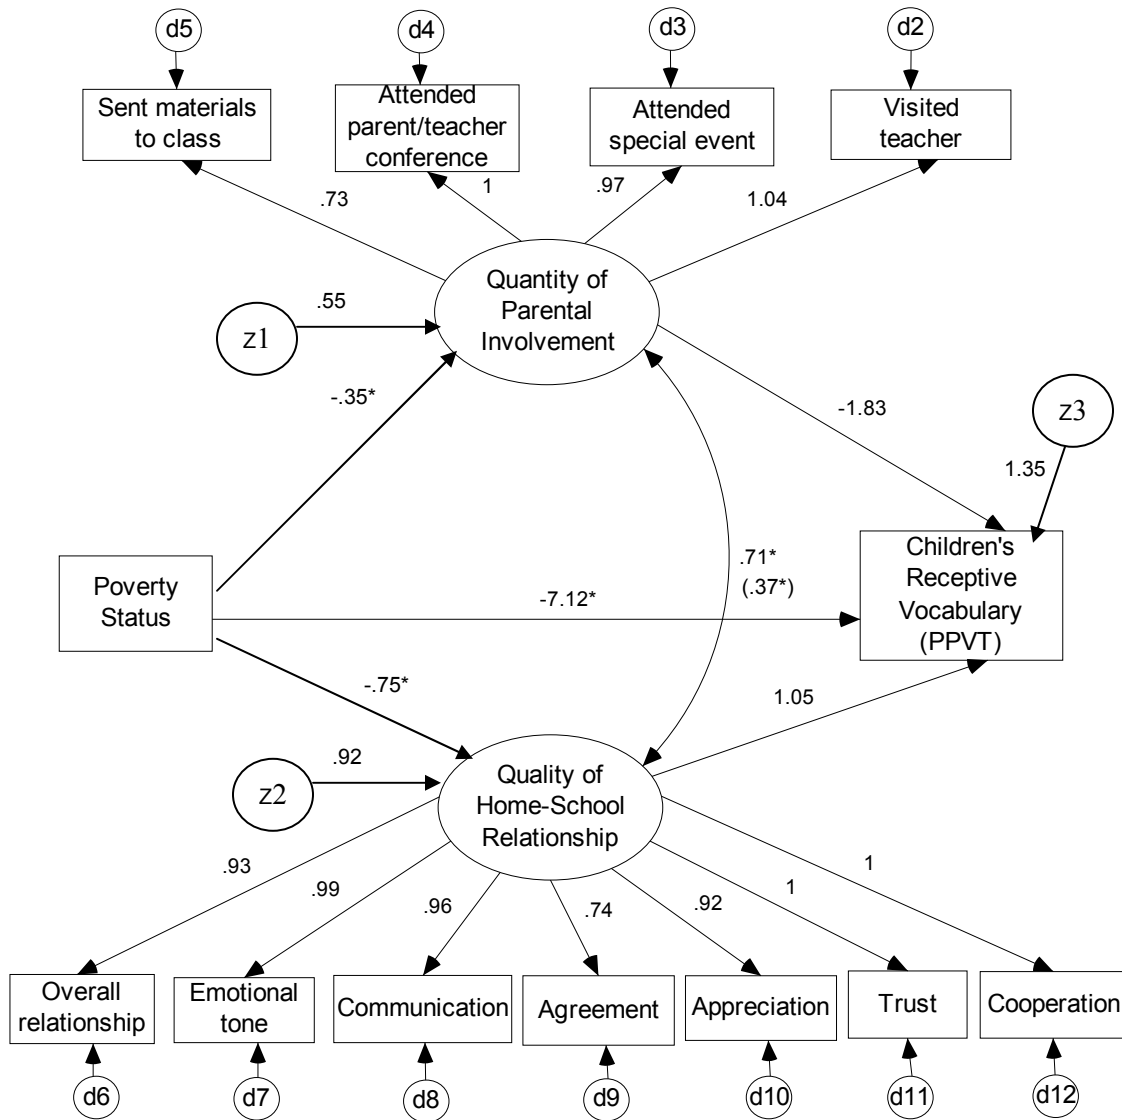 d5
d4
d3
d2
Sent materials
to class
Attended
parent/teacher
conference
Attended
special event
Visited
teacher
.73
1
.97
1.04
Quantity of
Parental
Involvement
.55
z1
-.35*
-1.83
z3
1.35
Poverty
Status
-7.12*
.71*
(.37*)
Children's
Receptive
Vocabulary
(PPVT)
-.75*
1.05
.92
z2
Quality of
Home-School
Relationship
.93
.99
.96
.74
.92
1
1
Overall
relationship
Emotional
tone
Communication
Agreement
Appreciation
Trust
Cooperation
d6
d7
d8
d9
d10
d11
d12